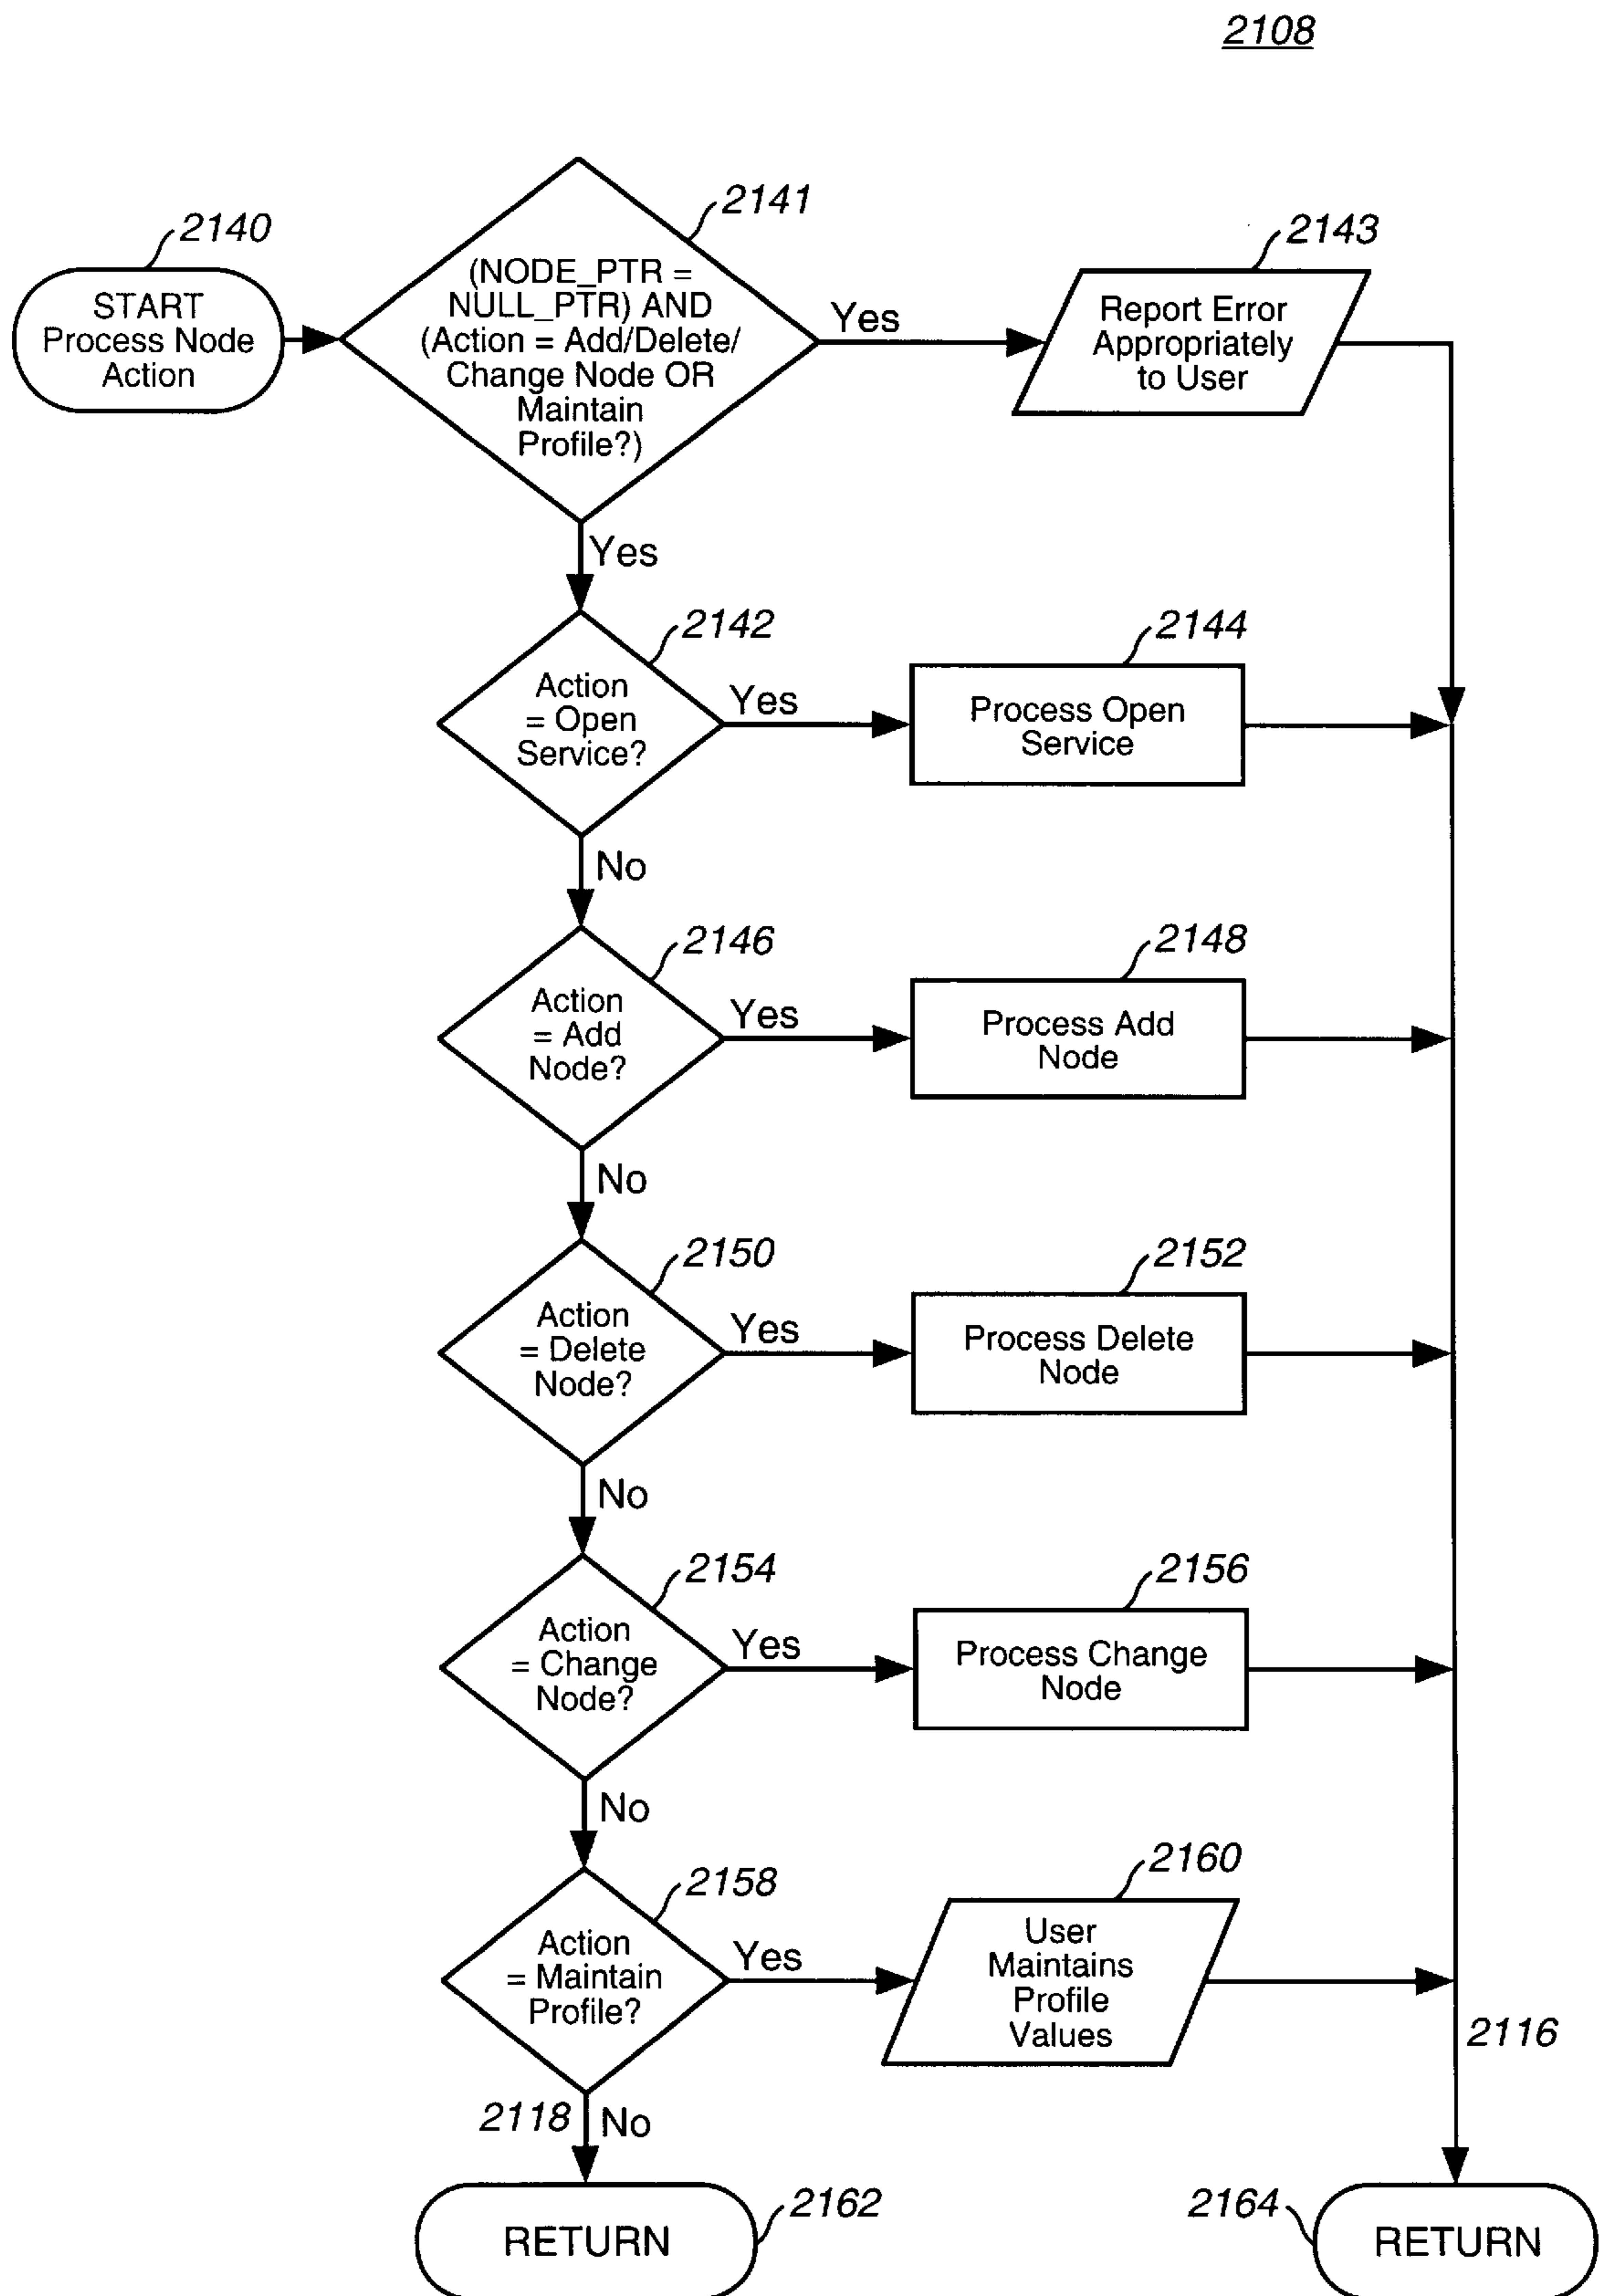 2108
2140
START
Process Node
Action
2141
(NODE_PTR =
NULL_PTR) AND
(Action = Add/Delete/
Change Node OR
Maintain
Profile?)
Yes
2143
Report Error
Appropriately
to User
Yes
2142
Action
= Open
Service?
Yes
2144
Process Open
Service
No
2146
Action
= Add
Node?
Yes
2148
Process Add
Node
No
2150
Action
= Delete
Node?
Yes
2152
Process Delete
Node
No
2154
Action
= Change
Node?
Yes
2156
Process Change
Node
No
2158
Action
= Maintain
Profile?
Yes
2160
User
Maintains
Profile
Values
2116
2118
No
RETURN
2162
2164
RETURN